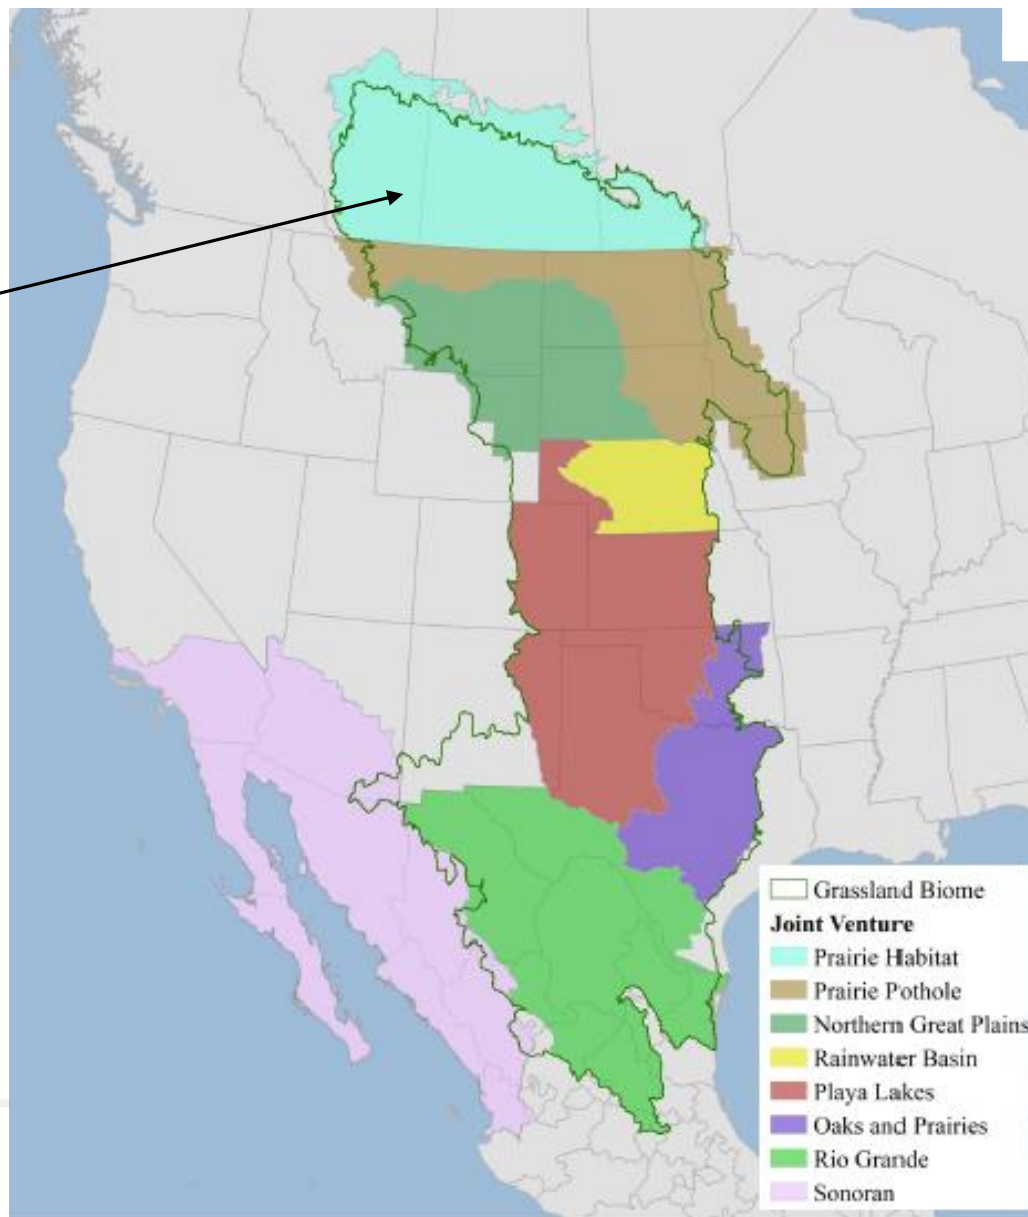 Grassland Biome
Joint Venture
Prairie Habitat
Prairie Pothole
Northern Great Plains
Rainwater Basin
Playa Lakes
Oaks and Prairies
Rio Grande
Sonoran